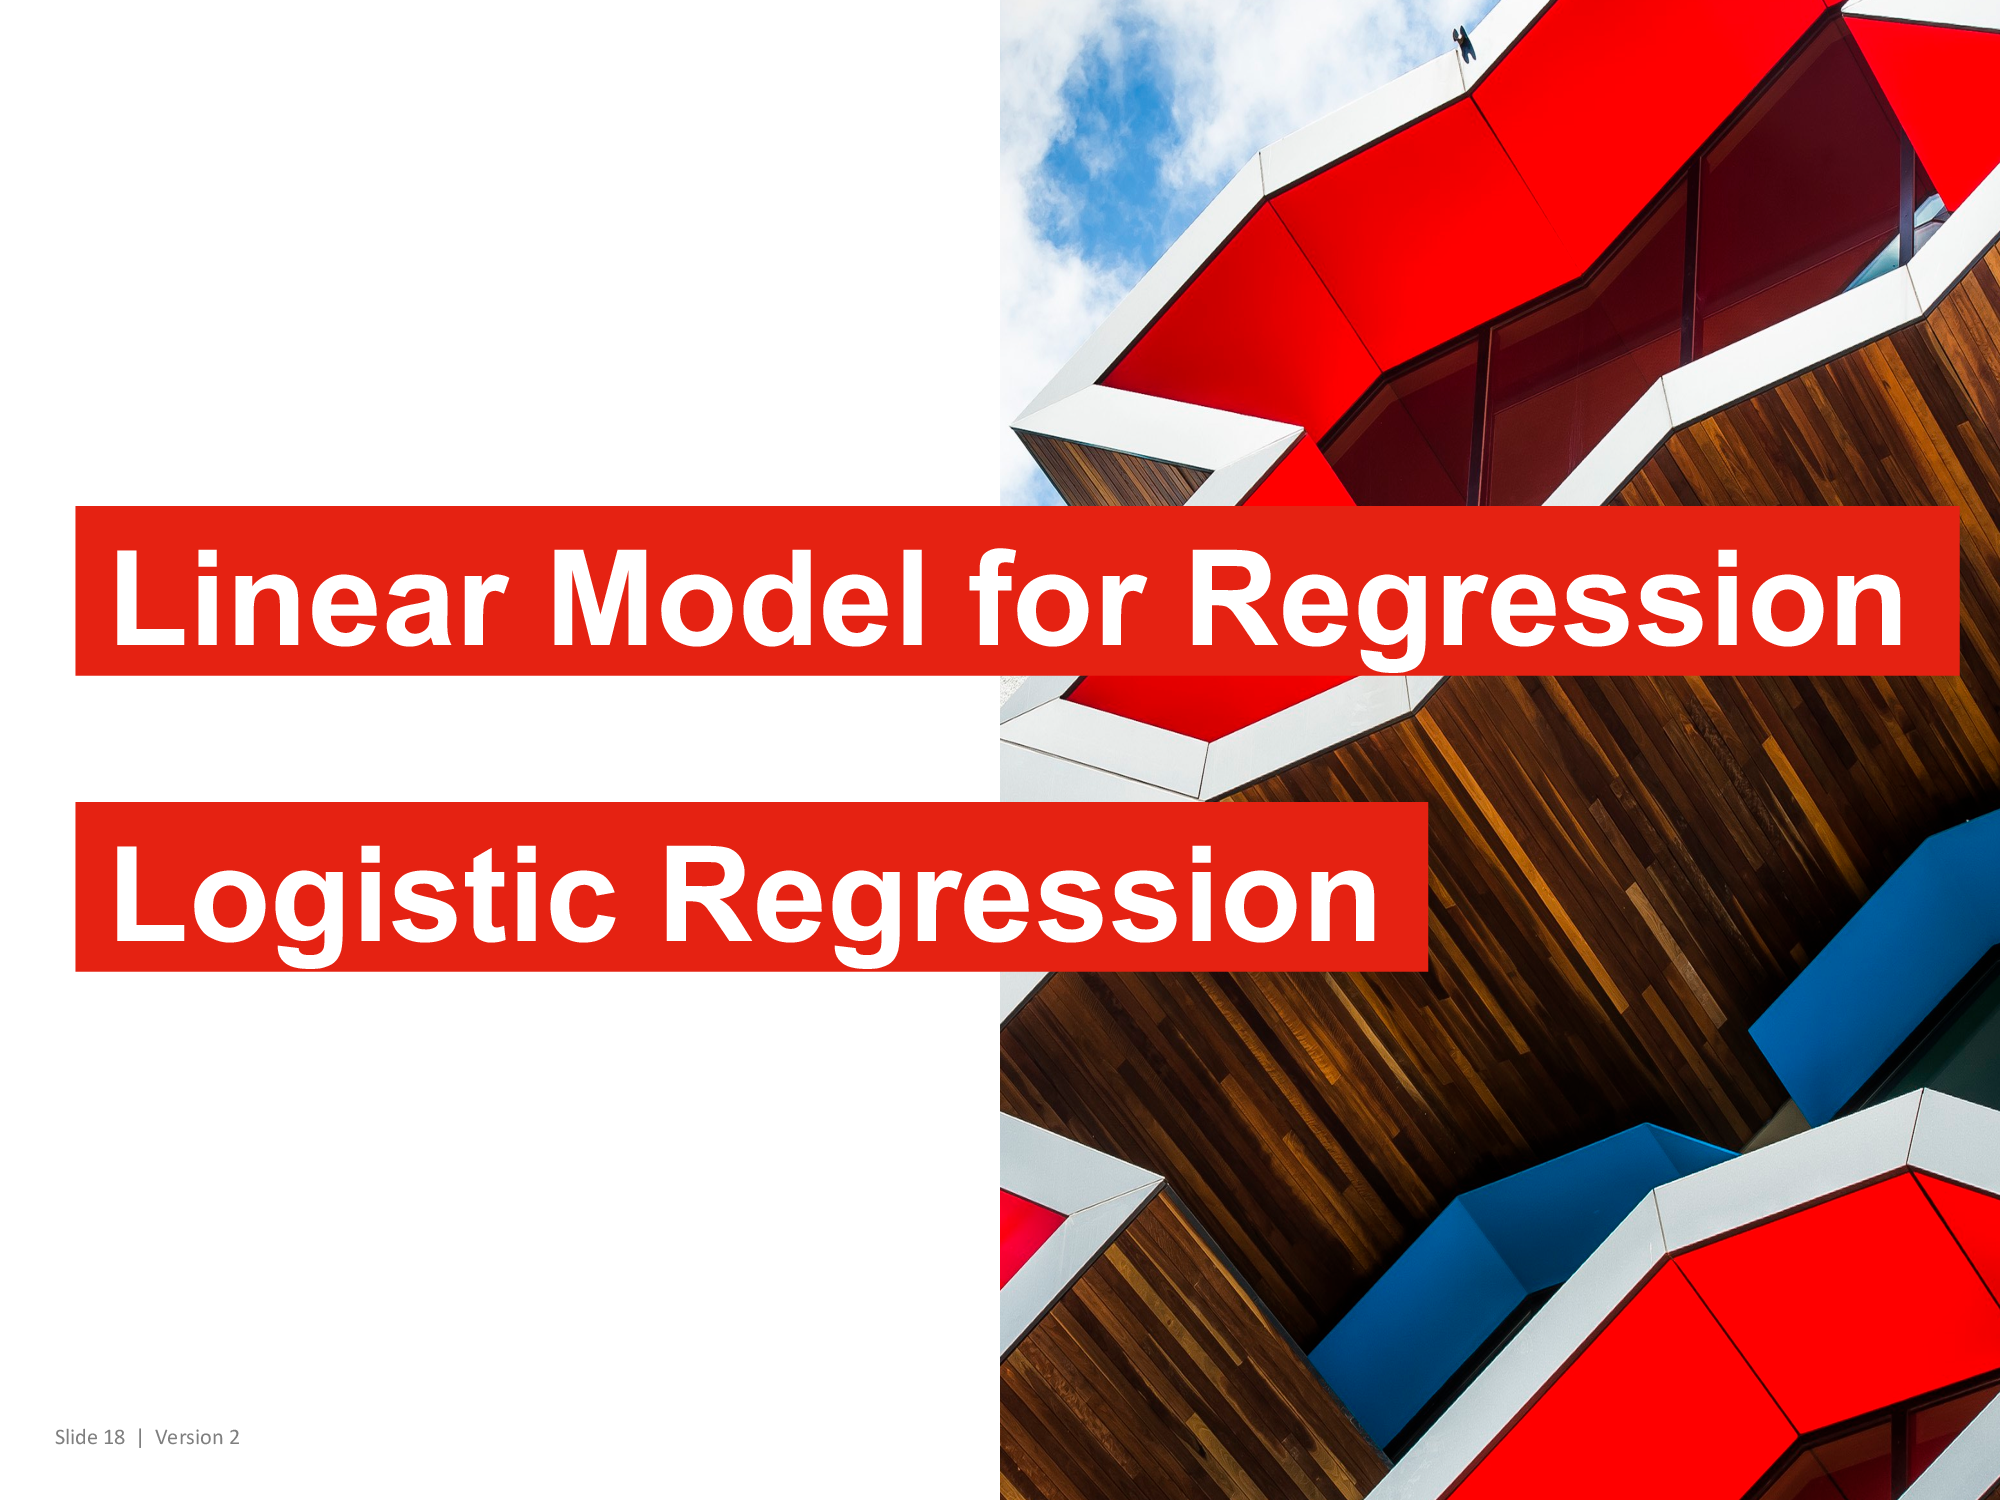 Linear Model for Regression
Logistic Regression
Slide 18 | Version 2